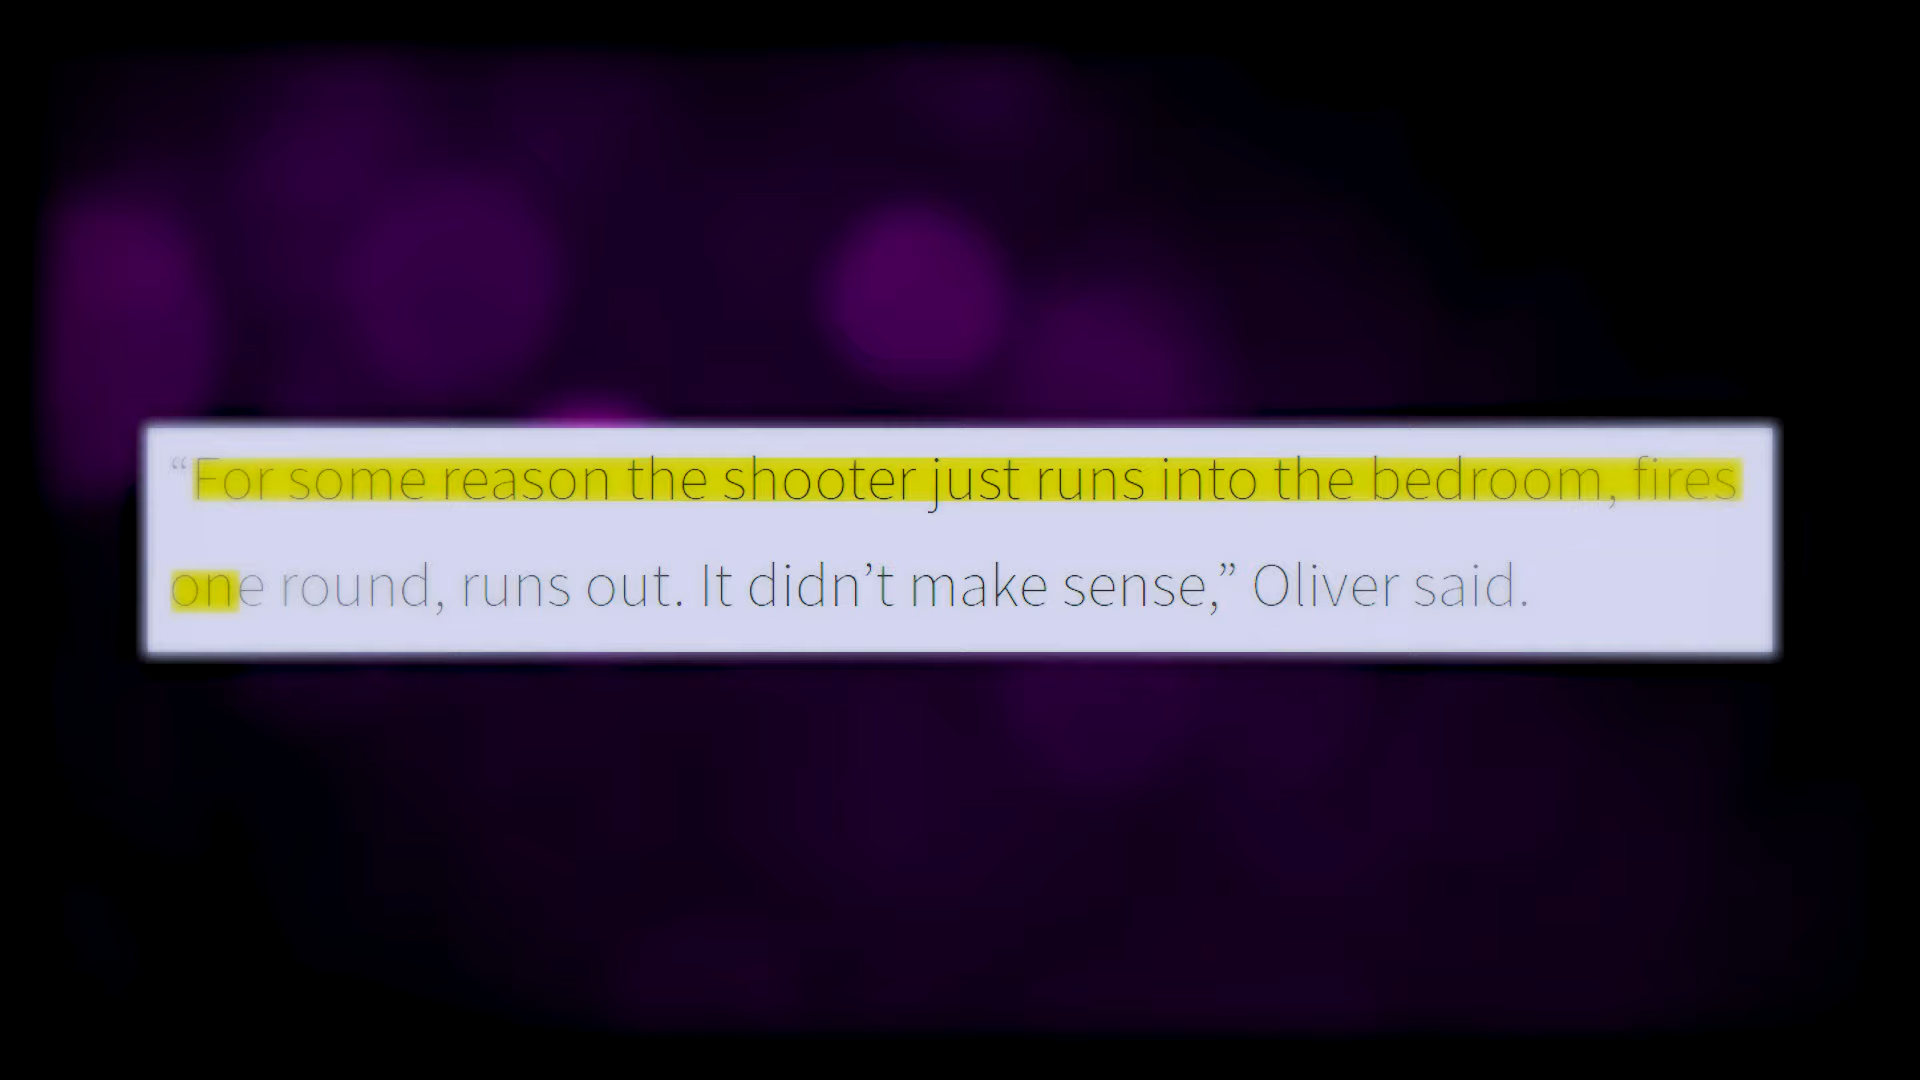 “For some reason the shooter just runs into the bedroom, fires
one round, runs out. It didn’t make sense,” Oliver said.